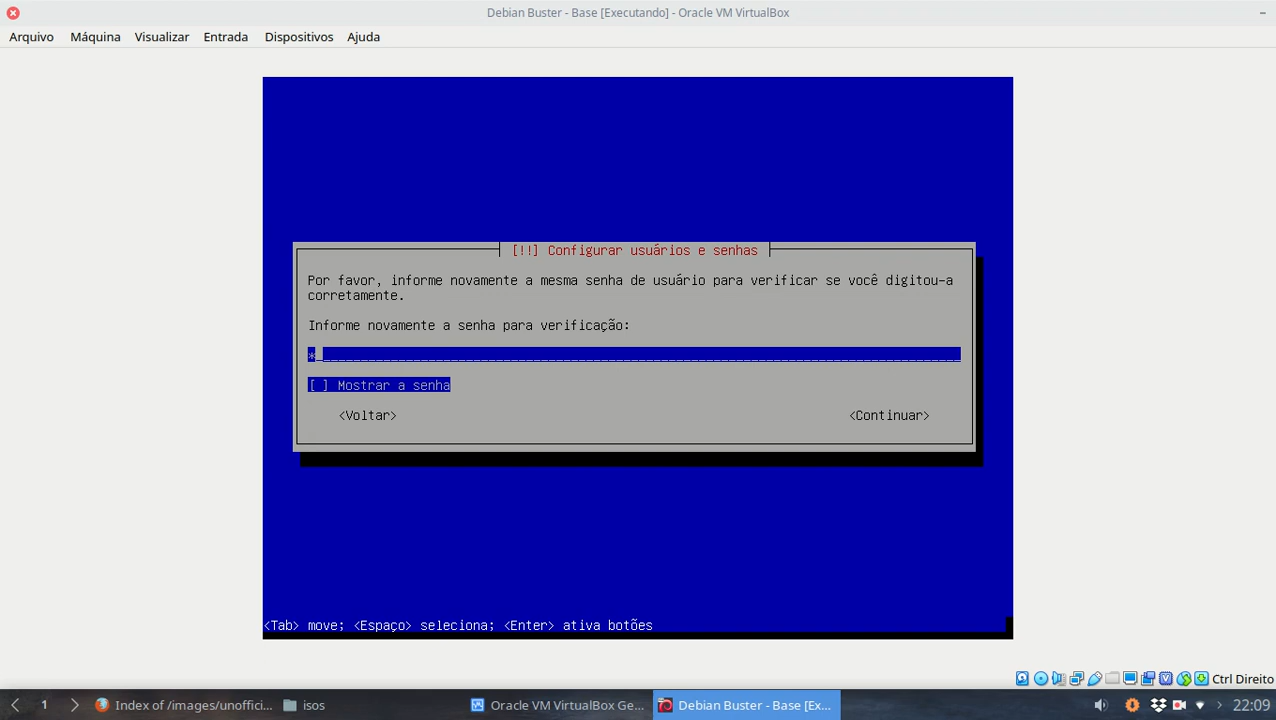 Debian Buster - Base [Executando] - Oracle VM VirtualBox
Arquivo Máquina Visualizar Entrada Dispositivos Ajuda
[!!] Configurar usuários e senhas
Por favor, informe novamente a mesma senha de usuário para verificar se você digitou-a
corretamente.
Informe novamente a senha para verificação:
*
[ ] Mostrar a senha
<Voltar> <Continuar>
<Tab> move; <Espaço> seleciona; <Enter> ativa botões
Ctrl Direito
1 Index of /images/unoffici... isos Oracle VM VirtualBox Ge... Debian Buster - Base [Ex... 22:09